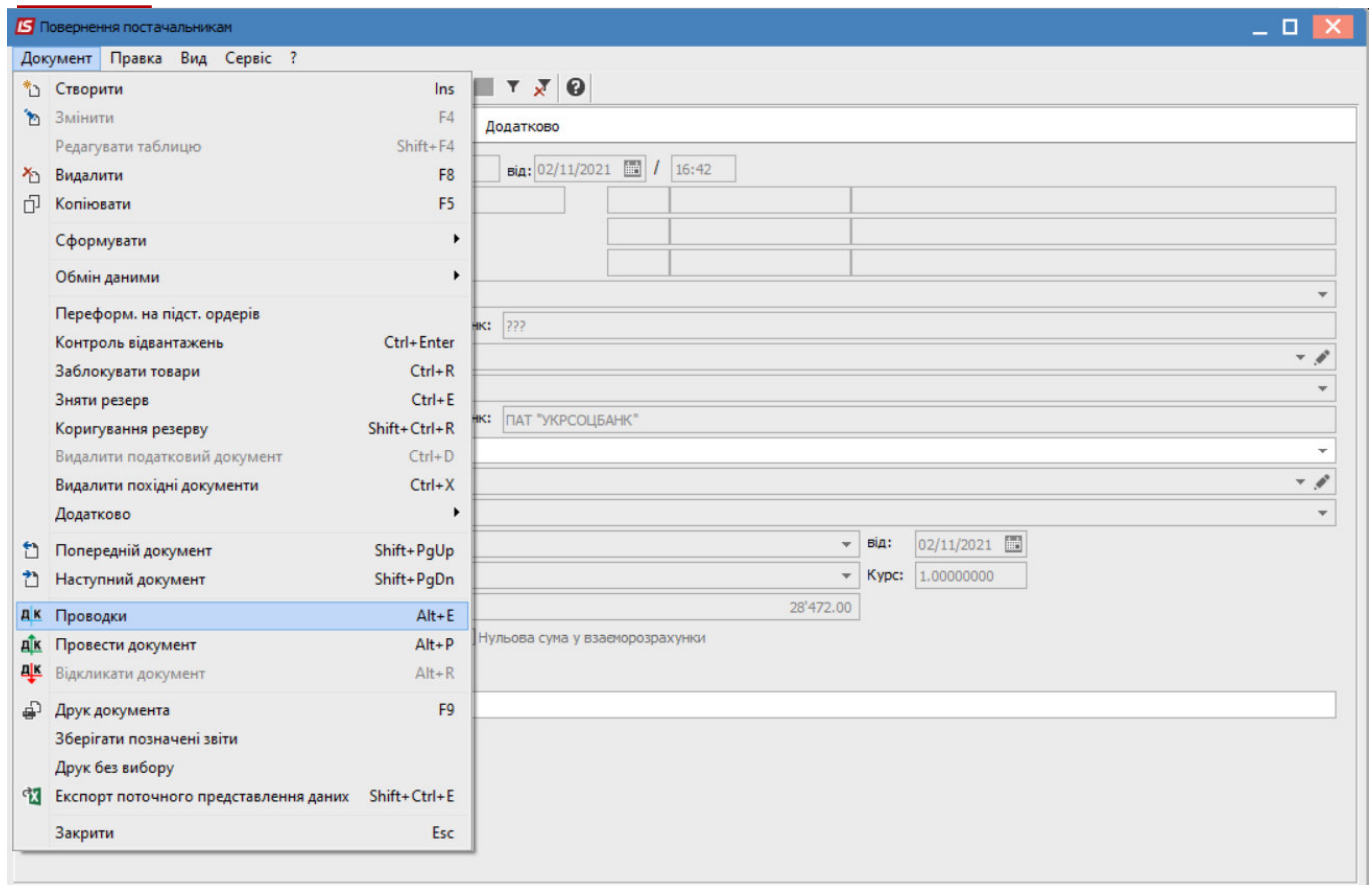 Повернення постачальникам
Документ Правка Вид Сервіс ?
Створити Ins
Змінити F4
Редагувати таблицю Shift+F4
Видалити F8
Копіювати F5
Сформувати
Обмін даними
Переформ. на підст. ордерів
Контроль відвантажень Ctrl+Enter
Заблокувати товари Ctrl+R
Зняти резерв Ctrl+E
Коригування резерву Shift+Ctrl+R
Видалити податковий документ Ctrl+D
Видалити похідні документи Ctrl+X
Додатково
Попередній документ Shift+PgUp
Наступний документ Shift+PgDn
Проводки Alt+E
Провести документ Alt+P
Відкликати документ Alt+R
Друк документа F9
Зберігати позначені звіти
Друк без вибору
Експорт поточного представлення даних Shift+Ctrl+E
Закрити Esc
Додатково
від: 02/11/2021 / 16:42
нк: ???
нк: ПАТ "УКРСОЦБАНК"
від: 02/11/2021
Курс: 1.00000000
28'472.00
Нульова сума у взаєморозрахунки